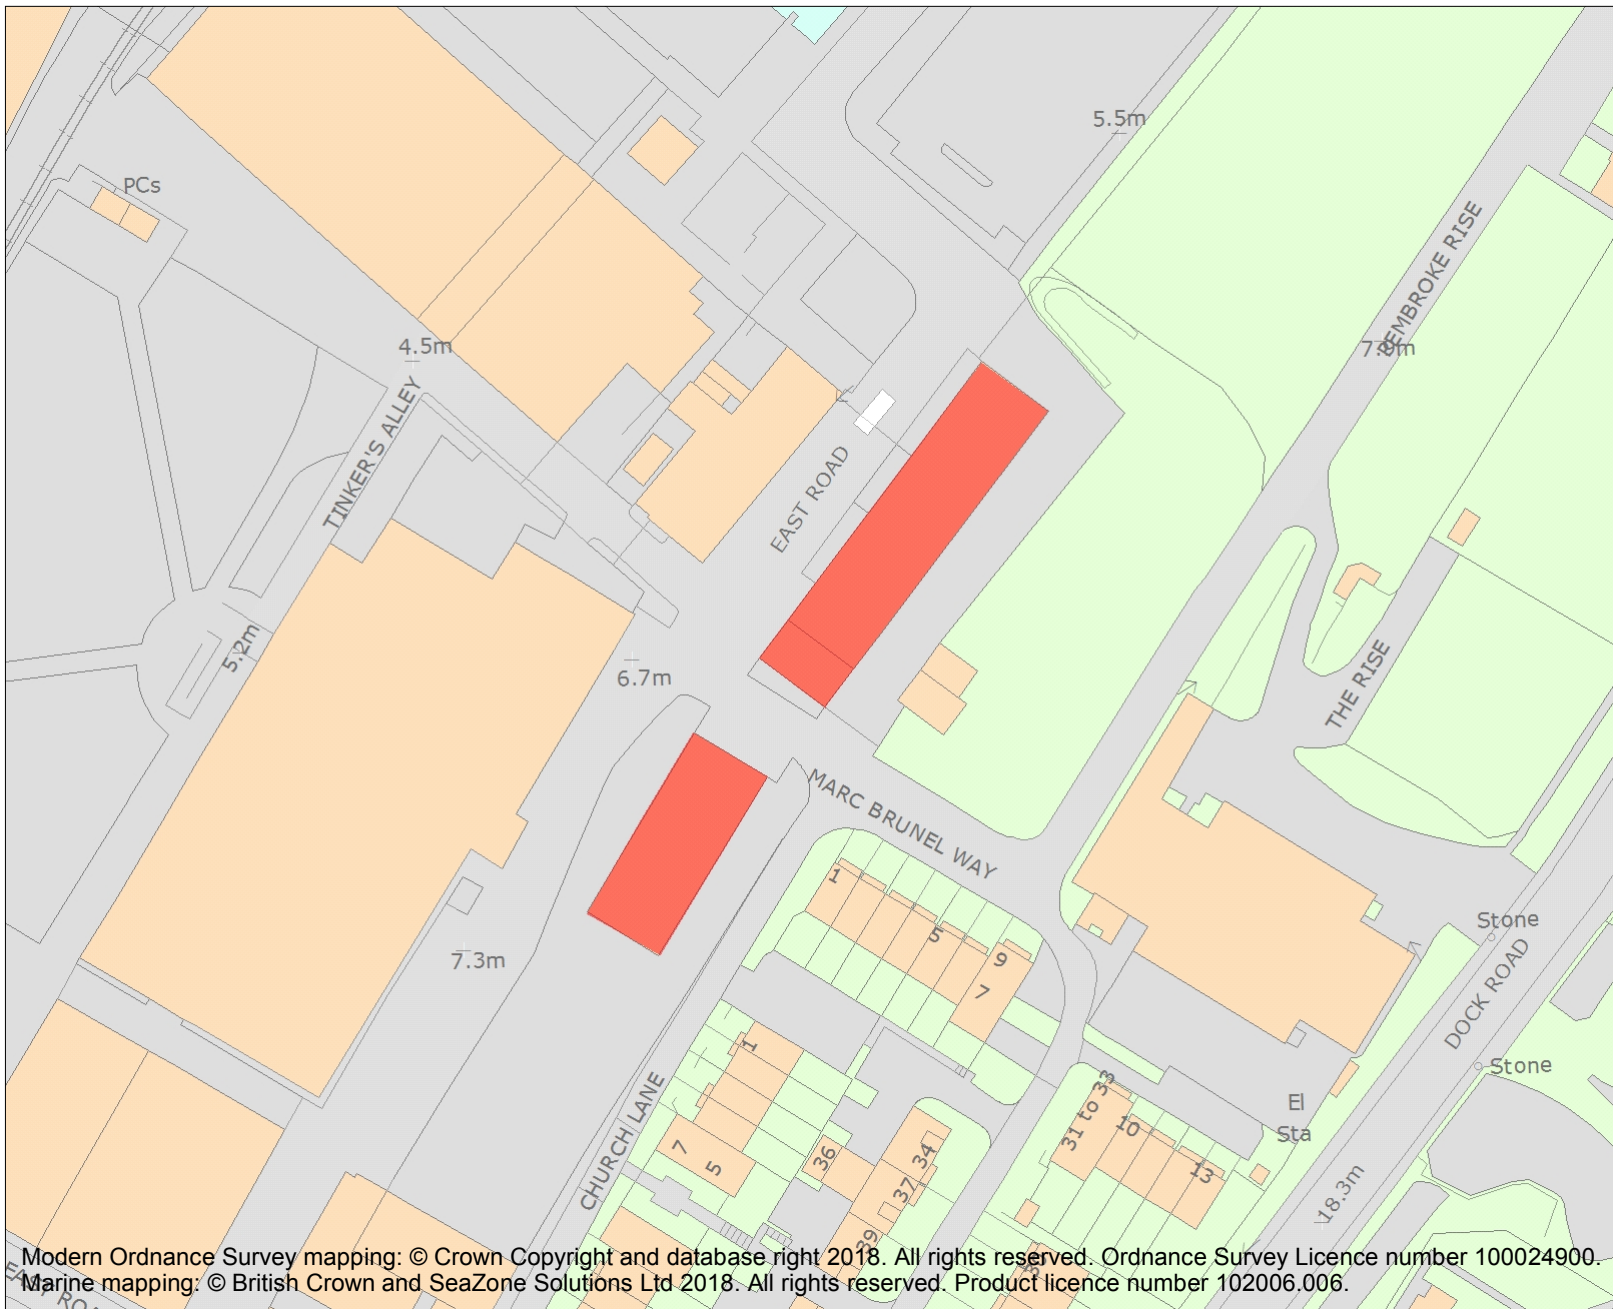 5.5m
PCs
PEMBROKE RISE
4.5m
TINKER'S ALLEY
EAST ROAD
5.2m
6.7m
THE RISE
MARC BRUNEL WAY
1
5
9
7
Stone
7.3m
DOCK ROAD
Stone
1
CHURCH LANE
31 to 33
El
Sta
10
13
7
5
36
34
37
39
18.3m
Modern Ordnance Survey mapping: © Crown Copyright and database right 2018. All rights reserved. Ordnance Survey Licence number 100024900.
Marine mapping: © British Crown and SeaZone Solutions Ltd 2018. All rights reserved. Product licence number 102006.006.